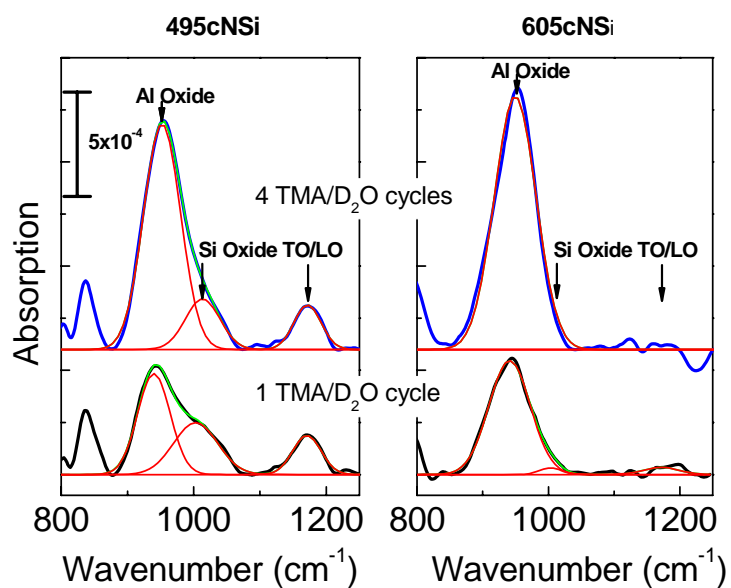 495cNSi
605cNSi
Al Oxide
Al Oxide
5x10⁻⁴
4 TMA/D₂O cycles
Si Oxide TO/LO
Si Oxide TO/LO
Absorption
1 TMA/D₂O cycle
800 1000 1200
800 1000 1200
Wavenumber (cm⁻¹)
Wavenumber (cm⁻¹)